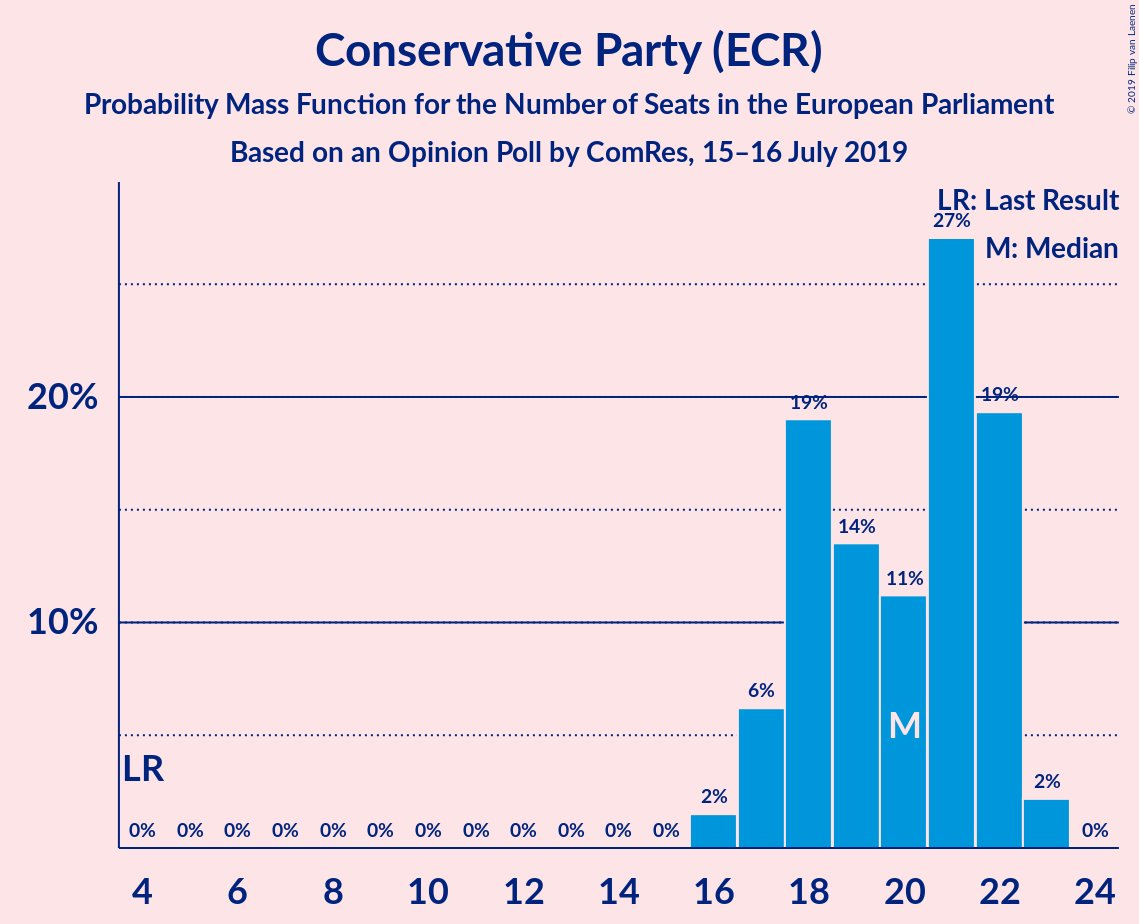 Conservative Party (ECR)
Probability Mass Function for the Number of Seats in the European Parliament
Based on an Opinion Poll by ComRes, 15–16 July 2019
© 2019 Filip van Laenen
LR: Last Result
M: Median
27%
20%
19%
19%
14%
11%
10%
6%
M
LR
2%
2%
0% 0% 0% 0% 0% 0% 0% 0% 0% 0% 0% 0% 0%
4 6 8 10 12 14 16 18 20 22 24